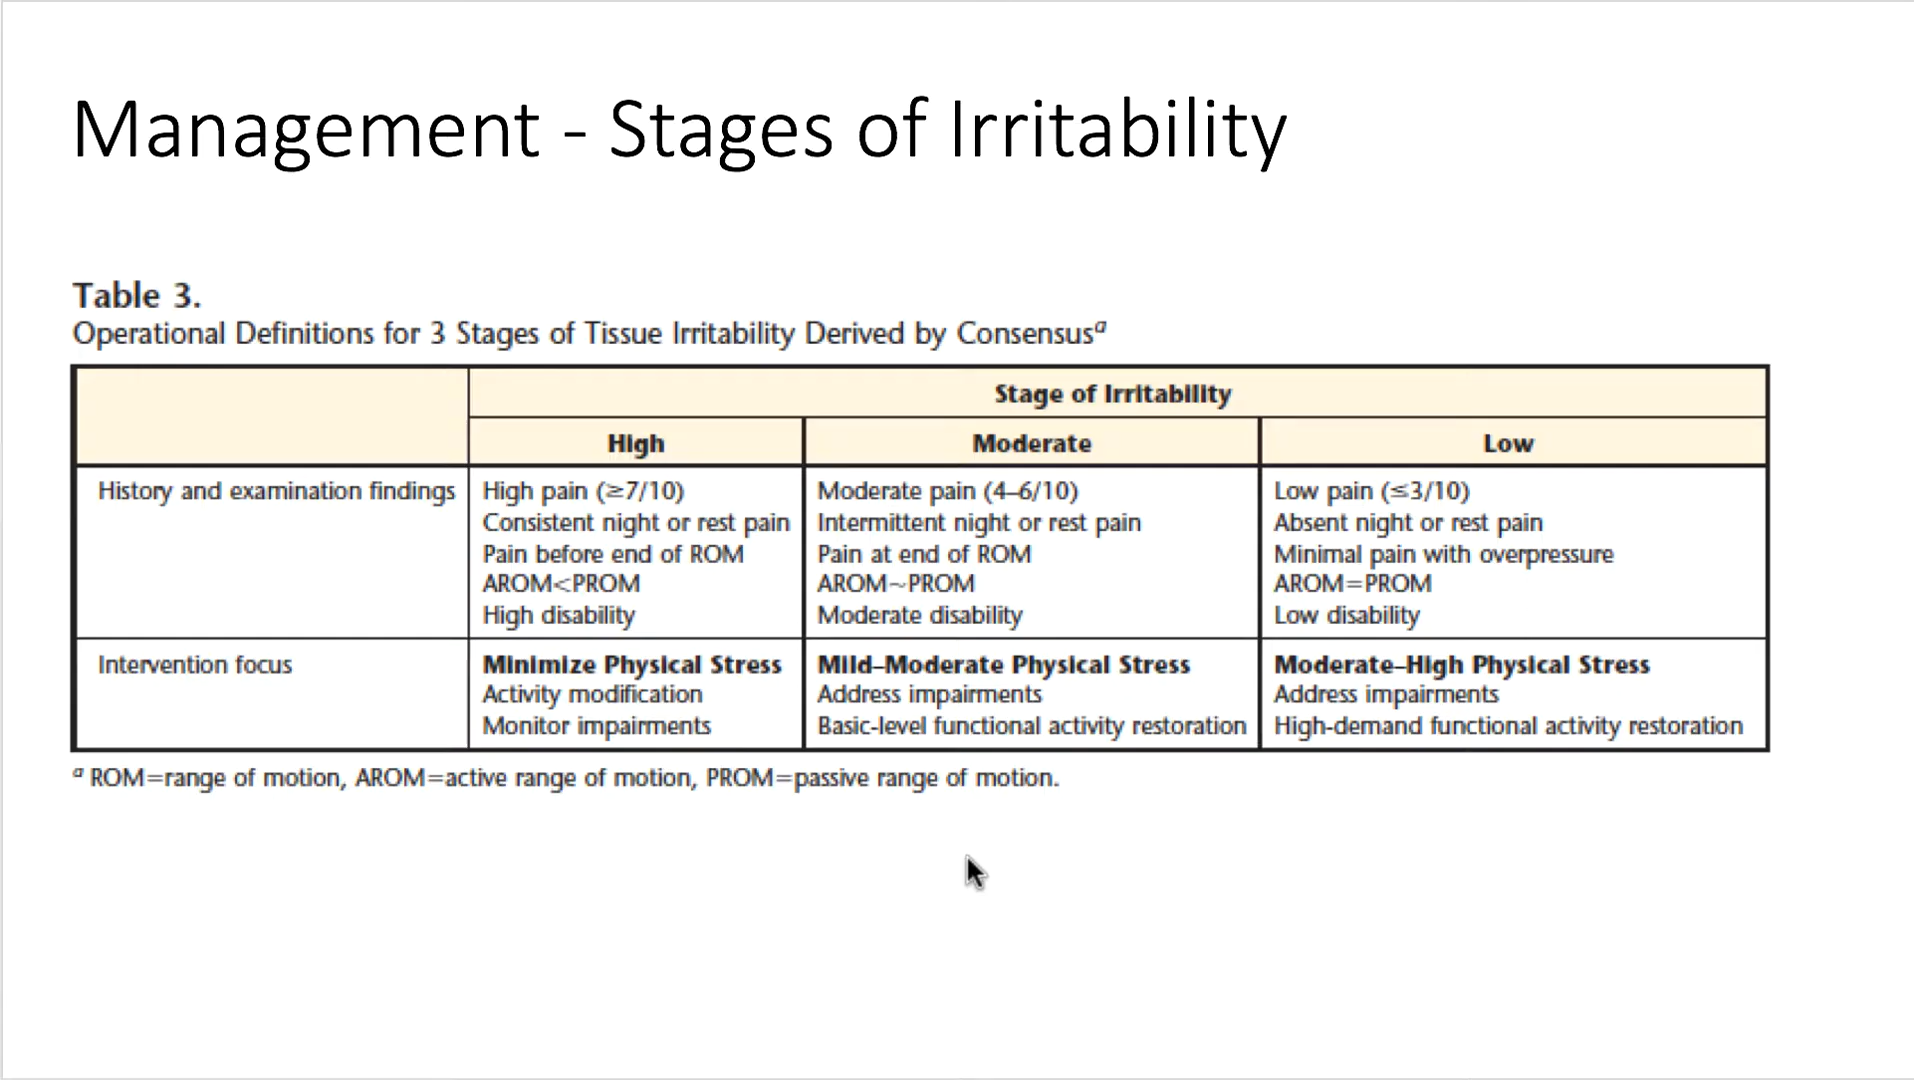 Management - Stages of Irritability
Table 3.
Operational Definitions for 3 Stages of Tissue Irritability Derived by Consensusᵃ
Stage of Irritability
High Moderate Low
History and examination findings
High pain (≥7/10)
Consistent night or rest pain
Pain before end of ROM
AROM<PROM
High disability
Moderate pain (4–6/10)
Intermittent night or rest pain
Pain at end of ROM
AROM~PROM
Moderate disability
Low pain (≤3/10)
Absent night or rest pain
Minimal pain with overpressure
AROM=PROM
Low disability
Intervention focus
Minimize Physical Stress
Activity modification
Monitor impairments
Mild–Moderate Physical Stress
Address impairments
Basic-level functional activity restoration
Moderate–High Physical Stress
Address impairments
High-demand functional activity restoration
ᵃ ROM=range of motion, AROM=active range of motion, PROM=passive range of motion.